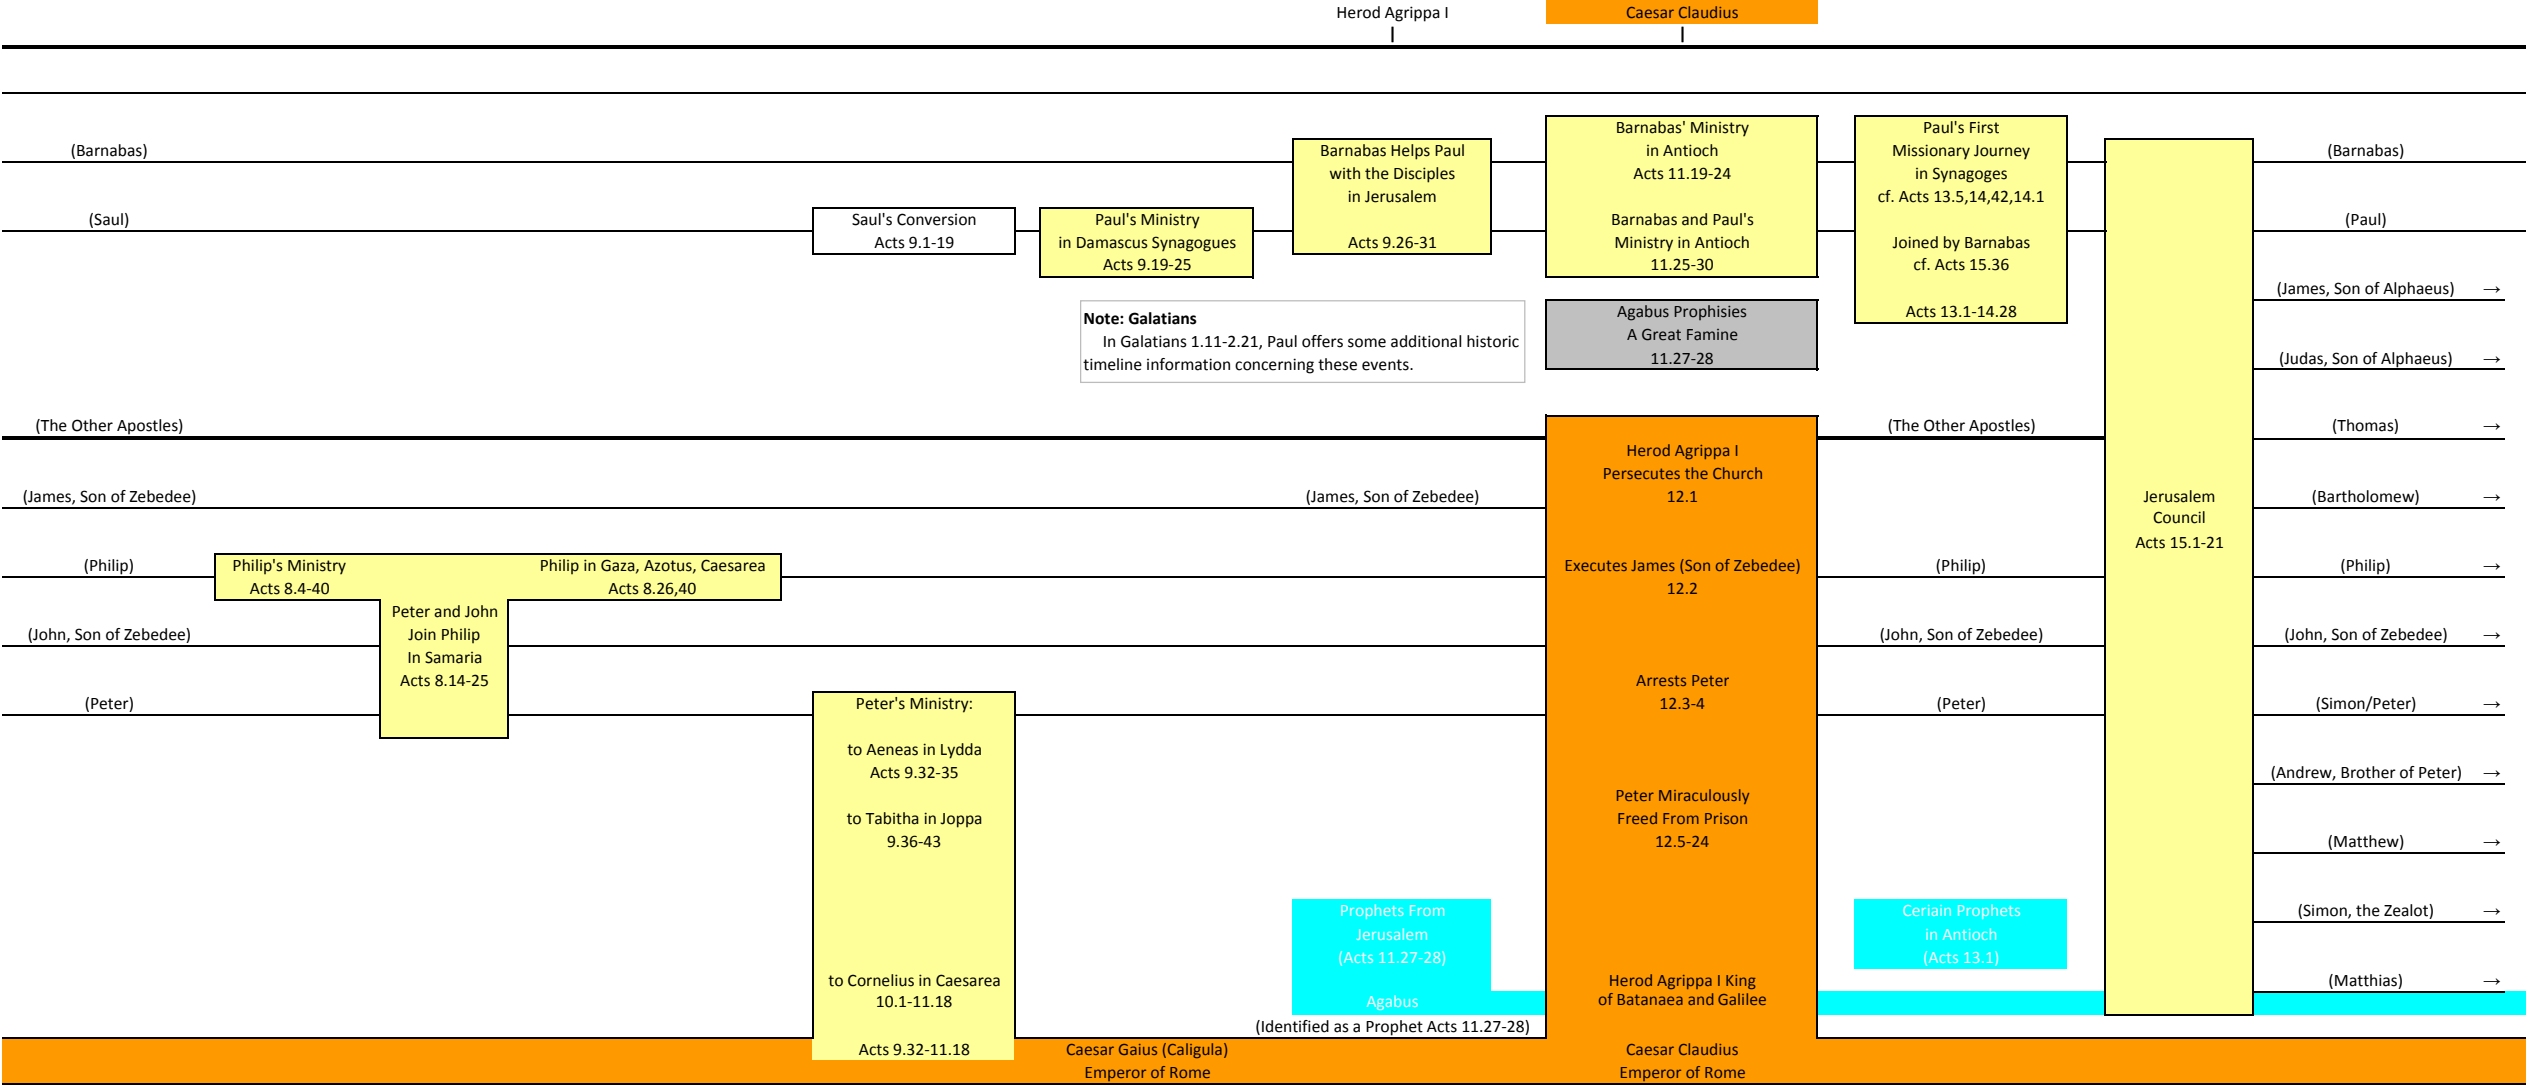 Herod Agrippa I
Caesar Claudius
(Barnabas)
Barnabas Helps Paul
with the Disciples
in Jerusalem
Acts 9.26-31
Barnabas' Ministry
in Antioch
Acts 11.19-24
Barnabas and Paul's
Ministry in Antioch
11.25-30
Paul's First
Missionary Journey
in Synagoges
cf. Acts 13.5,14,42,14.1
Joined by Barnabas
cf. Acts 15.36
Acts 13.1-14.28
(Barnabas)
(Saul)
Saul's Conversion
Acts 9.1-19
Paul's Ministry
in Damascus Synagogues
Acts 9.19-25
(Paul)
(James, Son of Alphaeus) →
Note: Galatians
In Galatians 1.11-2.21, Paul offers some additional historic
timeline information concerning these events.
Agabus Prophisies
A Great Famine
11.27-28
(Judas, Son of Alphaeus) →
(The Other Apostles)
(The Other Apostles)
(Thomas) →
Herod Agrippa I
Persecutes the Church
12.1
(James, Son of Zebedee)
(James, Son of Zebedee)
Jerusalem
Council
Acts 15.1-21
(Bartholomew) →
(Philip)
Philip's Ministry
Acts 8.4-40
Philip in Gaza, Azotus, Caesarea
Acts 8.26,40
Executes James (Son of Zebedee)
12.2
(Philip)
(Philip) →
Peter and John
Join Philip
In Samaria
Acts 8.14-25
(John, Son of Zebedee)
(John, Son of Zebedee)
(John, Son of Zebedee) →
(Peter)
Peter's Ministry:
to Aeneas in Lydda
Acts 9.32-35
to Tabitha in Joppa
9.36-43
to Cornelius in Caesarea
10.1-11.18
Acts 9.32-11.18
Arrests Peter
12.3-4
(Peter)
(Simon/Peter) →
(Andrew, Brother of Peter) →
Peter Miraculously
Freed From Prison
12.5-24
(Matthew) →
Prophets From
Jerusalem
(Acts 11.27-28)
Agabus
(Identified as a Prophet Acts 11.27-28)
Ceriain Prophets
in Antioch
(Acts 13.1)
(Simon, the Zealot) →
Herod Agrippa I King
of Batanaea and Galilee
(Matthias) →
Caesar Gaius (Caligula)
Emperor of Rome
Caesar Claudius
Emperor of Rome